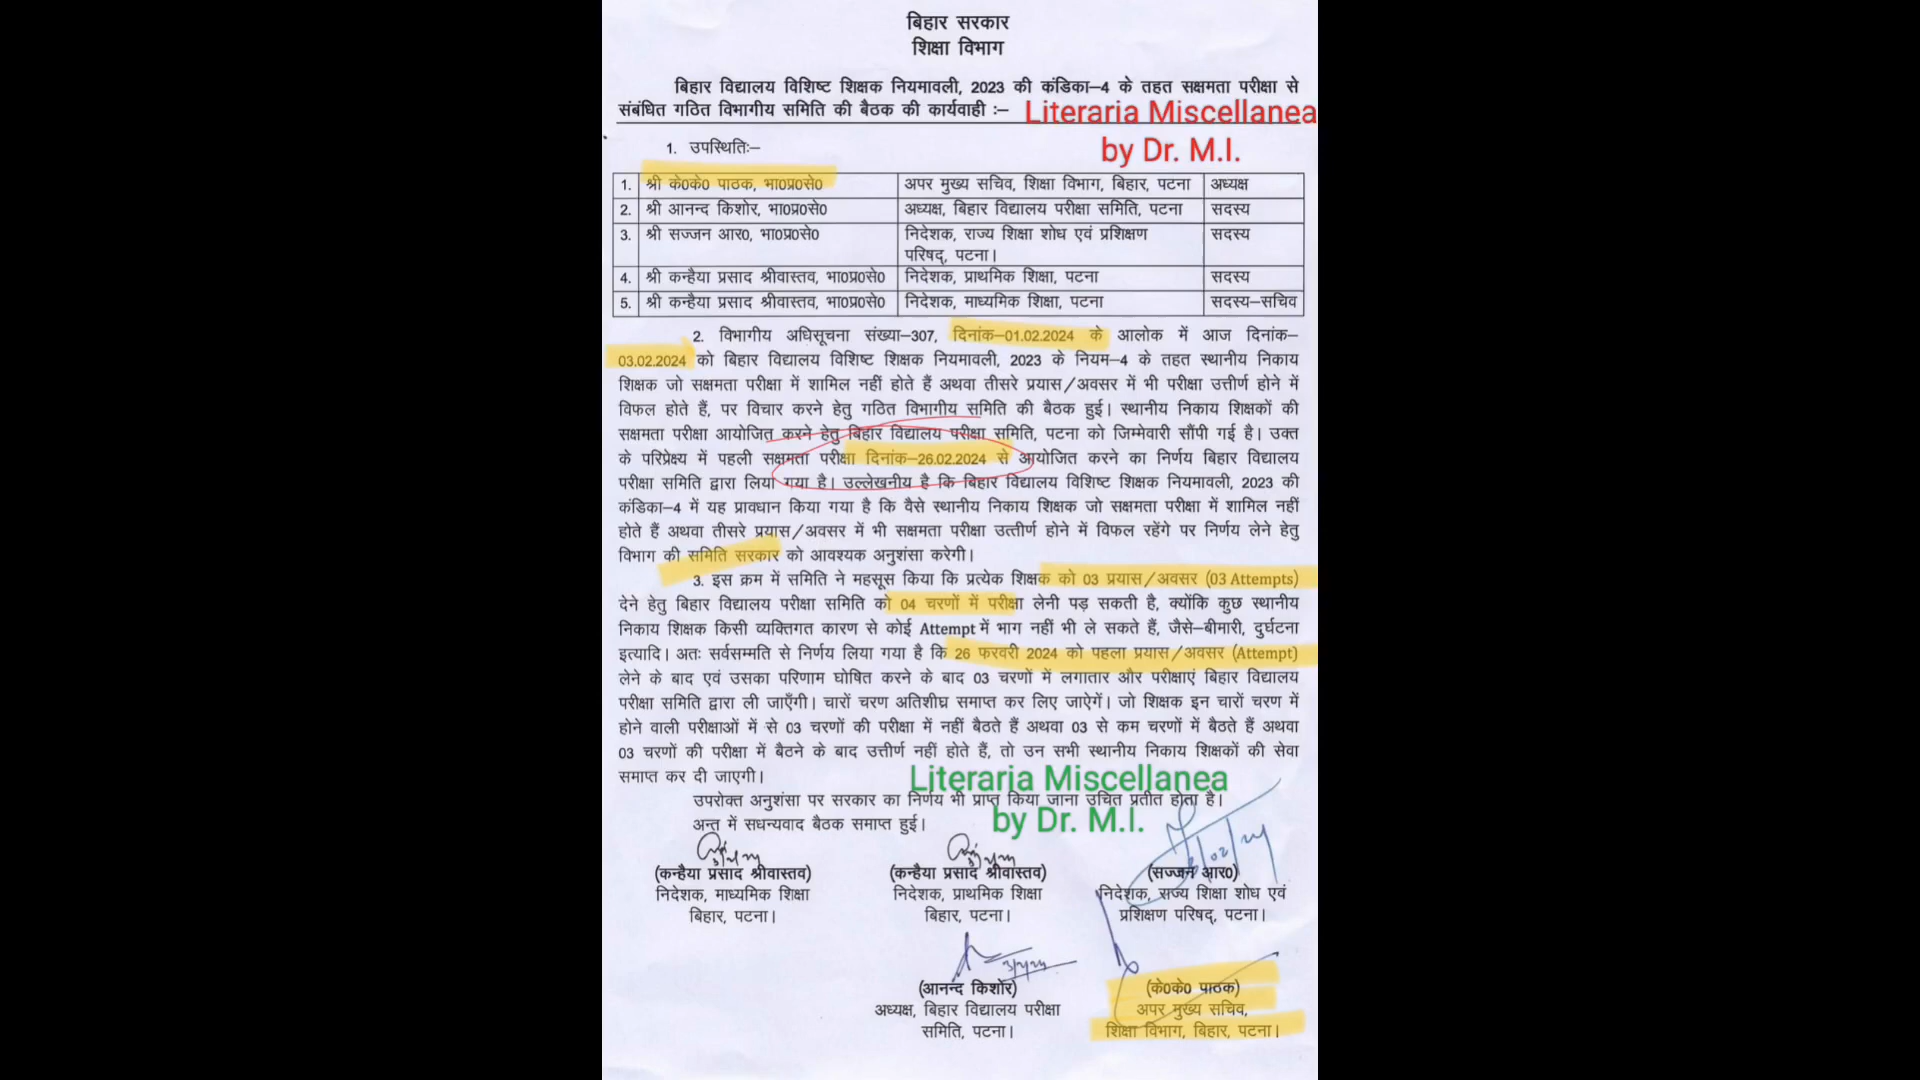 बिहार सरकार
शिक्षा विभाग
बिहार विद्यालय विशिष्ट शिक्षक नियमावली, 2023 की कंडिका–4 के तहत सक्षमता परीक्षा से
संबंधित गठित विभागीय समिति की बैठक की कार्यवाही :–
Literaria Miscellanea
by Dr. M.I.
1. उपस्थितिः–
1. श्री के0के0 पाठक, भा0प्र0से0 अपर मुख्य सचिव, शिक्षा विभाग, बिहार, पटना अध्यक्ष
2. श्री आनन्द किशोर, भा0प्र0से0 अध्यक्ष, बिहार विद्यालय परीक्षा समिति, पटना सदस्य
3. श्री सज्जन आर0, भा0प्र0से0 निदेशक, राज्य शिक्षा शोध एवं प्रशिक्षण सदस्य
परिषद्, पटना।
4. श्री कन्हैया प्रसाद श्रीवास्तव, भा0प्र0से0 निदेशक, प्राथमिक शिक्षा, पटना सदस्य
5. श्री कन्हैया प्रसाद श्रीवास्तव, भा0प्र0से0 निदेशक, माध्यमिक शिक्षा, पटना सदस्य–सचिव
2. विभागीय अधिसूचना संख्या–307, दिनांक–01.02.2024 के आलोक में आज दिनांक–
03.02.2024 को बिहार विद्यालय विशिष्ट शिक्षक नियमावली, 2023 के नियम–4 के तहत स्थानीय निकाय
शिक्षक जो सक्षमता परीक्षा में शामिल नहीं होते हैं अथवा तीसरे प्रयास/अवसर में भी परीक्षा उत्तीर्ण होने में
विफल होते हैं, पर विचार करने हेतु गठित विभागीय समिति की बैठक हुई। स्थानीय निकाय शिक्षकों की
सक्षमता परीक्षा आयोजित करने हेतु बिहार विद्यालय परीक्षा समिति, पटना को जिम्मेवारी सौंपी गई है। उक्त
के परिप्रेक्ष्य में पहली सक्षमता परीक्षा दिनांक–26.02.2024 से आयोजित करने का निर्णय बिहार विद्यालय
परीक्षा समिति द्वारा लिया गया है। उल्लेखनीय है कि बिहार विद्यालय विशिष्ट शिक्षक नियमावली, 2023 की
कंडिका–4 में यह प्रावधान किया गया है कि वैसे स्थानीय निकाय शिक्षक जो सक्षमता परीक्षा में शामिल नहीं
होते हैं अथवा तीसरे प्रयास/अवसर में भी सक्षमता परीक्षा उत्तीर्ण होने में विफल रहेंगे पर निर्णय लेने हेतु
विभाग की समिति सरकार को आवश्यक अनुशंसा करेगी।
3. इस क्रम में समिति ने महसूस किया कि प्रत्येक शिक्षक को 03 प्रयास/अवसर (03 Attempts)
देने हेतु बिहार विद्यालय परीक्षा समिति को 04 चरणों में परीक्षा लेनी पड़ सकती है, क्योंकि कुछ स्थानीय
निकाय शिक्षक किसी व्यक्तिगत कारण से कोई Attempt में भाग नहीं भी ले सकते हैं, जैसे–बीमारी, दुर्घटना
इत्यादि। अतः सर्वसम्मति से निर्णय लिया गया है कि 26 फरवरी 2024 को पहला प्रयास/अवसर (Attempt)
लेने के बाद एवं उसका परिणाम घोषित करने के बाद 03 चरणों में लगातार और परीक्षाएं बिहार विद्यालय
परीक्षा समिति द्वारा ली जाएँगी। चारों चरण अतिशीघ्र समाप्त कर लिए जाऐगें। जो शिक्षक इन चारों चरण में
होने वाली परीक्षाओं में से 03 चरणों की परीक्षा में नहीं बैठते हैं अथवा 03 से कम चरणों में बैठते हैं अथवा
03 चरणों की परीक्षा में बैठने के बाद उत्तीर्ण नहीं होते हैं, तो उन सभी स्थानीय निकाय शिक्षकों की सेवा
समाप्त कर दी जाएगी।
Literaria Miscellanea
उपरोक्त अनुशंसा पर सरकार का निर्णय भी प्राप्त किया जाना उचित प्रतीत होता है।
by Dr. M.I.
अन्त में सधन्यवाद बैठक समाप्त हुई।
(कन्हैया प्रसाद श्रीवास्तव) (कन्हैया प्रसाद श्रीवास्तव) (सज्जन आर0)
निदेशक, माध्यमिक शिक्षा निदेशक, प्राथमिक शिक्षा निदेशक, राज्य शिक्षा शोध एवं
बिहार, पटना। बिहार, पटना। प्रशिक्षण परिषद्, पटना।
(आनन्द किशोर) (के0के0 पाठक)
अध्यक्ष, बिहार विद्यालय परीक्षा अपर मुख्य सचिव,
समिति, पटना। शिक्षा विभाग, बिहार, पटना।